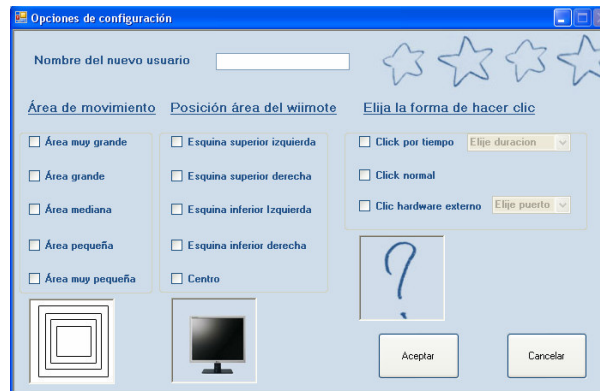 Opciones de configuración
Nombre del nuevo usuario
Área de movimiento
Área muy grande
Área grande
Área mediana
Área pequeña
Área muy pequeña
Posición área del wiimote
Esquina superior izquierda
Esquina superior derecha
Esquina inferior Izquierda
Esquina inferior derecha
Centro
Elija la forma de hacer clic
Click por tiempo Elije duracion
Click normal
Clic hardware externo Elije puerto
?
Aceptar Cancelar